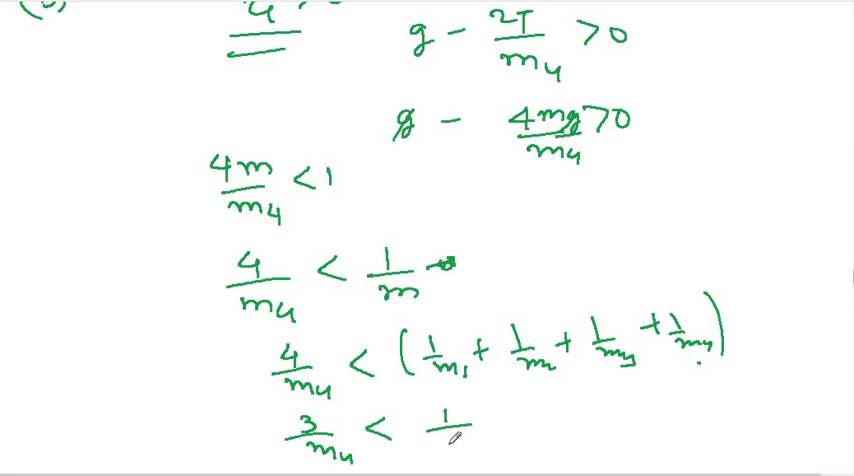 g - 2T/m4 > 0
g - 4mg/m4 > 0
4m/m4 < 1
4/m4 < 1/m
4/m4 < (1/m1 + 1/m2 + 1/m3 + 1/m4)
3/m4 < 1/